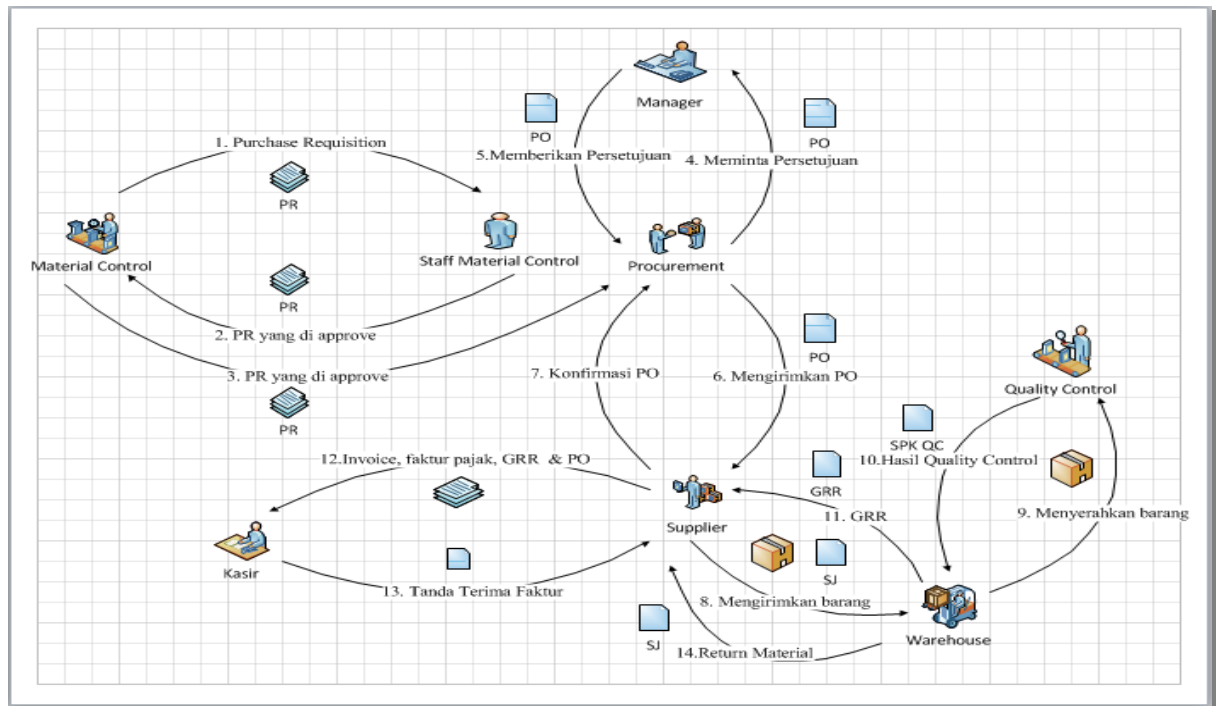 Manager
PO
5.Memberikan Persetujuan
PO
4. Meminta Persetujuan
1. Purchase Requisition
PR
Material Control
Staff Material Control
Procurement
PR
2. PR yang di approve
3. PR yang di approve
PR
7. Konfirmasi PO
PO
6. Mengirimkan PO
Quality Control
SPK QC
10.Hasil Quality Control
9. Menyerahkan barang
12.Invoice, faktur pajak, GRR & PO
GRR
11. GRR
Supplier
Kasir
13. Tanda Terima Faktur
SJ
8. Mengirimkan barang
Warehouse
SJ
14.Return Material